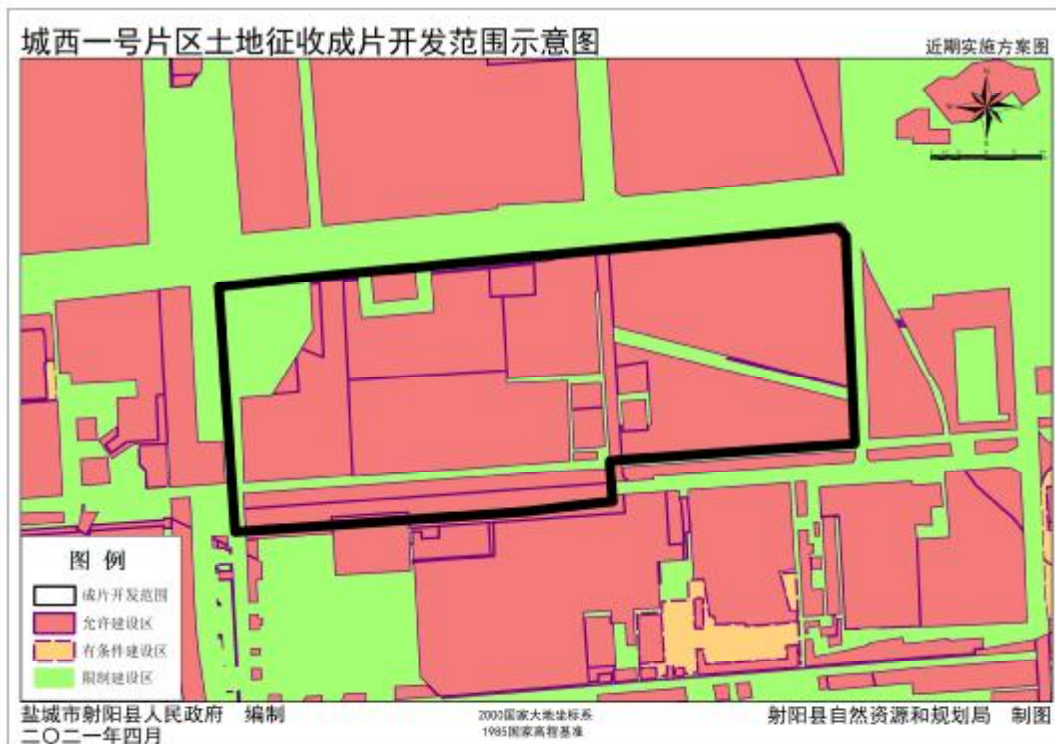 城西一号片区土地征收成片开发范围示意图
近期实施方案图
图 例
成片开发范围
允许建设区
有条件建设区
限制建设区
盐城市射阳县人民政府 编制
二〇二一年四月
2000国家大地坐标系
1985国家高程基准
射阳县自然资源和规划局 制图